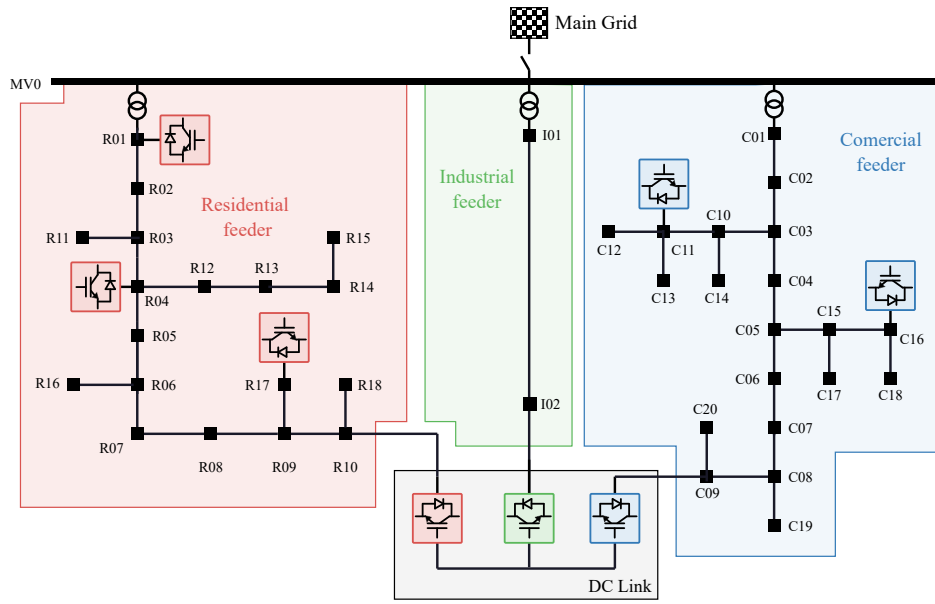 Main Grid
MV0
R01
I01
C01
Comercial
feeder
R02
Industrial
feeder
C02
Residential
feeder
R11
R03
R15
C10
C12
C11
C03
R12
R13
R14
R04
C13
C14
C04
R05
C15
C05
C16
R16
R06
R17
R18
I02
C06
C17
C18
C20
C07
R07
R08
R09
R10
C09
C08
C19
DC Link